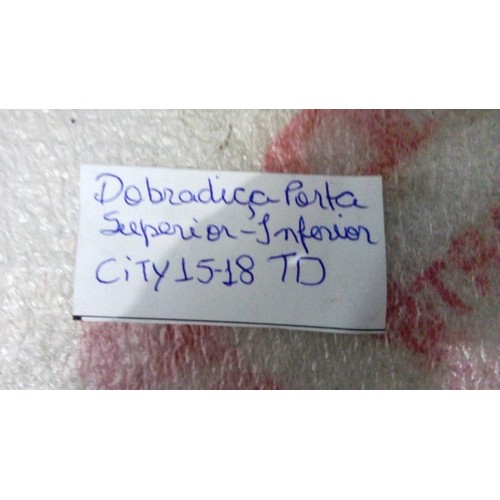 Dobradiça Porta
Superior-Inferior
CiTY 15-18 TD